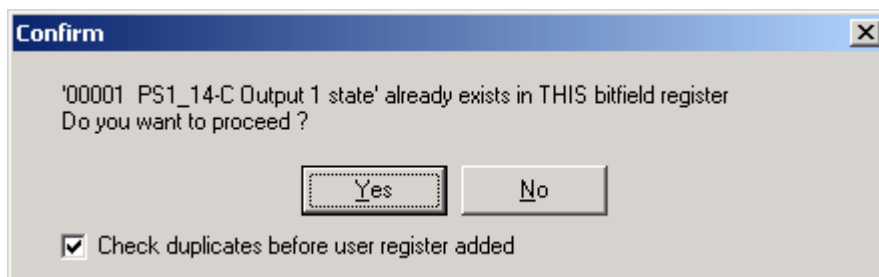 Confirm
'00001  PS1_14-C Output 1 state' already exists in THIS bitfield register
Do you want to proceed ?
Yes
No
Check duplicates before user register added